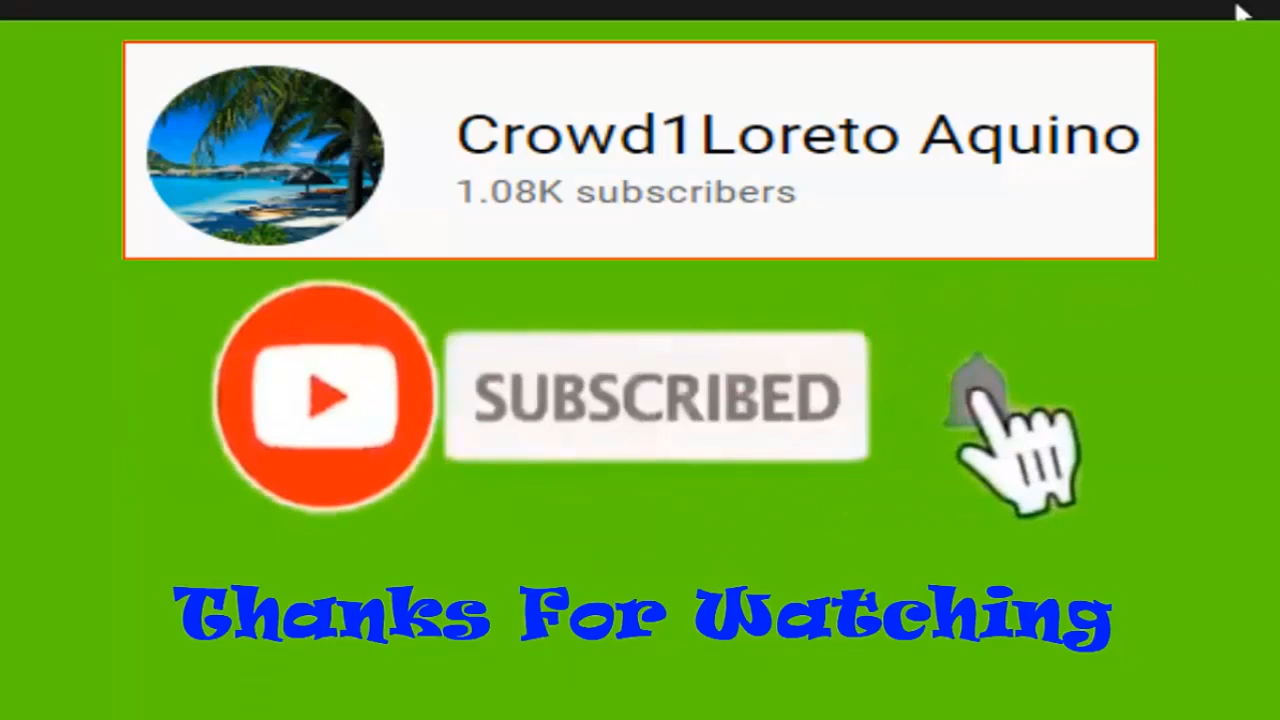 Crowd1Loreto Aquino
1.08K subscribers
SUBSCRIBED
Thanks For Watching